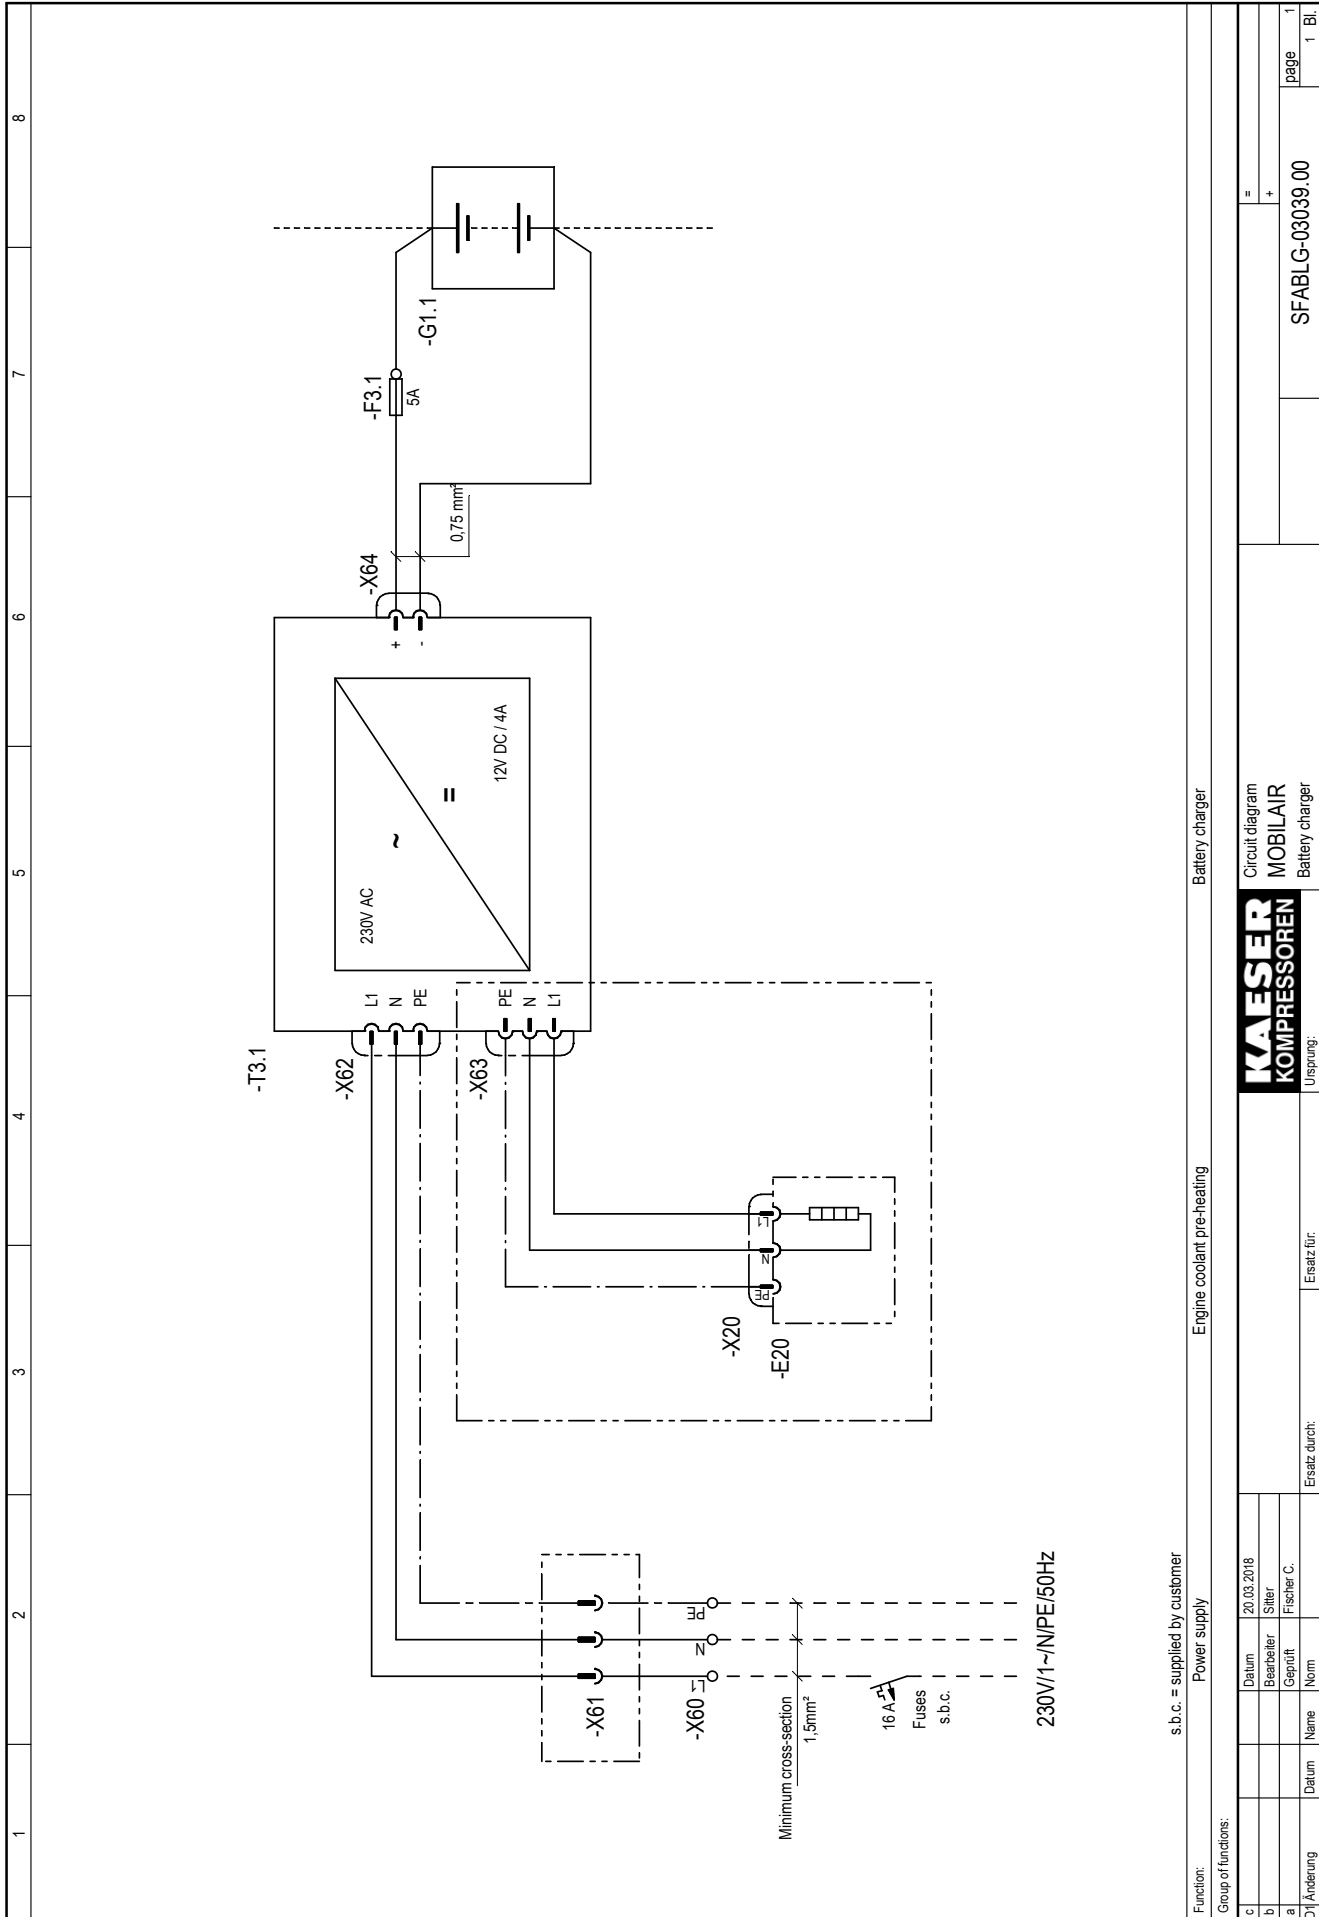 1 2 3 4 5 6 7 8
-T3.1
-X62
L1
N
PE
-X63
PE
N
L1
230V AC
~
=
12V DC / 4A
-X64
+
-
0,75 mm²
-F3.1
5A
-G1.1
-X20
PE N L1
-E20
-X61
-X60
L1 N PE
Minimum cross-section
1,5mm²
16 A
Fuses
s.b.c.
230V/1~/N/PE/50Hz
s.b.c. = supplied by customer
Function: Power supply Engine coolant pre-heating Battery charger
Group of functions:
c Datum 20.03.2018
b Bearbeiter Sitter
a Geprüft Fischer C.
D1 Änderung Datum Name Norm Ersatz durch: Ersatz für: Ursprung:
KAESER
KOMPRESSOREN
Circuit diagram
MOBILAIR
Battery charger
=
+
SFABLG-03039.00
page 1
1 Bl.